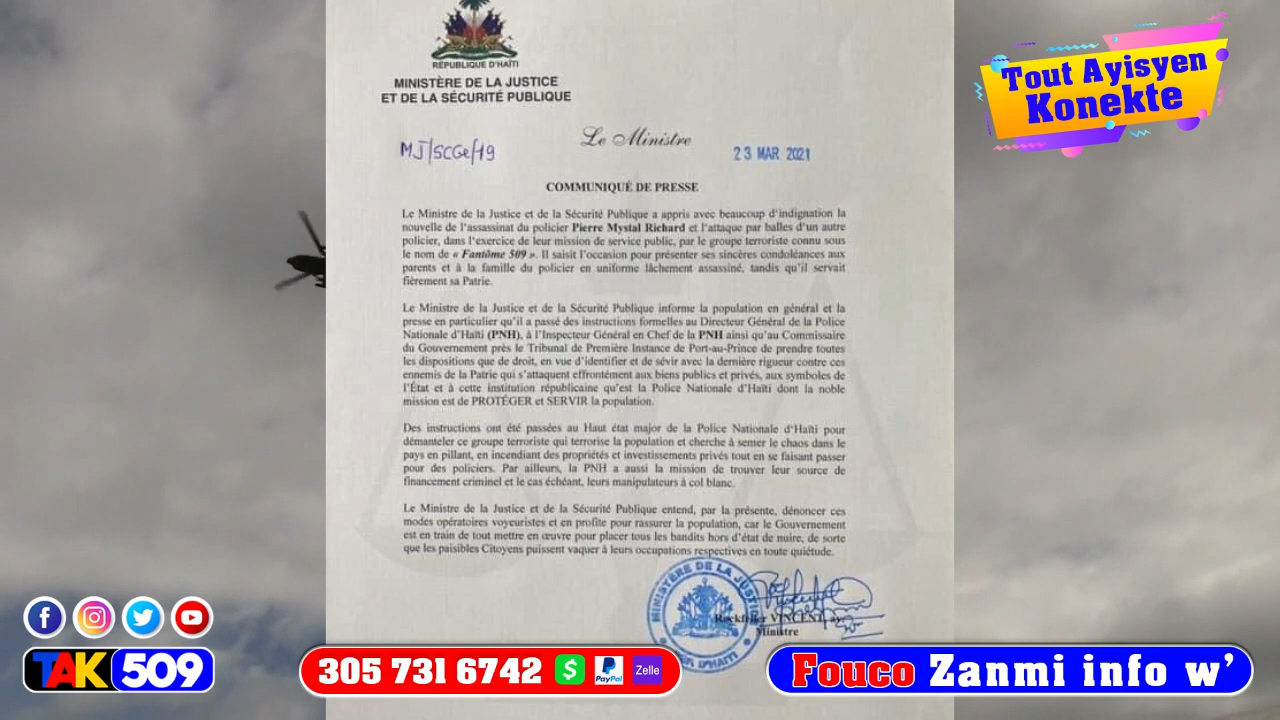 RÉPUBLIQUE D'HAÏTI
MINISTÈRE DE LA JUSTICE
ET DE LA SÉCURITÉ PUBLIQUE
Le Ministre
MJ/SCGe/19
23 MAR 2021
COMMUNIQUÉ DE PRESSE
Le Ministre de la Justice et de la Sécurité Publique a appris avec beaucoup d'indignation la
nouvelle de l'assassinat du policier Pierre Mystal Richard et l'attaque par balles d'un autre
policier, dans l'exercice de leur mission de service public, par le groupe terroriste connu sous
le nom de « Fantôme 509 ». Il saisit l'occasion pour présenter ses sincères condoléances aux
parents et à la famille du policier en uniforme lâchement assassiné, tandis qu'il servait
fièrement sa Patrie.
Le Ministre de la Justice et de la Sécurité Publique informe la population en général et la
presse en particulier qu'il a passé des instructions formelles au Directeur Général de la Police
Nationale d'Haïti (PNH), à l'Inspecteur Général en Chef de la PNH ainsi qu'au Commissaire
du Gouvernement près le Tribunal de Première Instance de Port-au-Prince de prendre toutes
les dispositions que de droit, en vue d'identifier et de sévir avec la dernière rigueur contre ces
ennemis de la Patrie qui s'attaquent effrontément aux biens publics et privés, aux symboles de
l'État et à cette institution républicaine qu'est la Police Nationale d'Haïti dont la noble
mission est de PROTÉGER et SERVIR la population.
Des instructions ont été passées au Haut état major de la Police Nationale d'Haïti pour
démanteler ce groupe terroriste qui terrorise la population et cherche à semer le chaos dans le
pays en pillant, en incendiant des propriétés et investissements privés tout en se faisant passer
pour des policiers. Par ailleurs, la PNH a aussi la mission de trouver leur source de
financement criminel et le cas échéant, leurs manipulateurs à col blanc.
Le Ministre de la Justice et de la Sécurité Publique entend, par la présente, dénoncer ces
modes opératoires voyeuristes et en profite pour rassurer la population, car le Gouvernement
est en train de tout mettre en œuvre pour placer tous les bandits hors d'état de nuire, de sorte
que les paisibles Citoyens puissent vaquer à leurs occupations respectives en toute quiétude.
MINISTÈRE DE LA JUSTICE
D'HAITI
Rockfeller VINCENT, av.
Ministre
Tout Ayisyen
Konekte
TAK 509
305 731 6742
$
PayPal
Zelle
Fouco Zanmi info w'